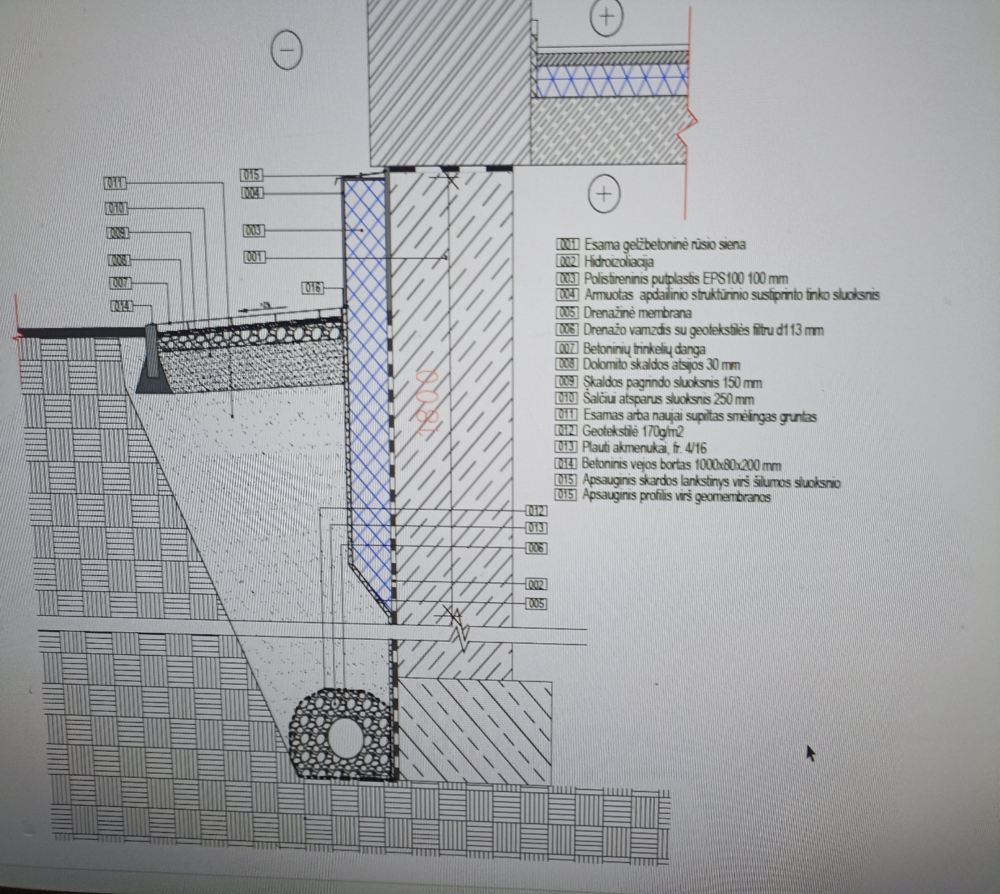 011
010
009
008
007
014
015
004
003
001
016
>2%
1800
001 Esama gelžbetoninė rūsio siena
002 Hidroizoliacija
003 Polistireninis putplastis EPS100 100 mm
004 Armuotas apdailinio struktūrinio sustiprinto tinko sluoksnis
005 Drenažinė membrana
006 Drenažo vamzdis su geotekstilės filtru d113 mm
007 Betoninių trinkelių danga
008 Dolomito skaldos atsijos 30 mm
009 Skaldos pagrindo sluoksnis 150 mm
010 Šalčiui atsparus sluoksnis 250 mm
011 Esamas arba naujai supiltas smėlingas gruntas
012 Geotekstilė 170g/m2
013 Plauti akmenukai, fr. 4/16
014 Betoninis vejos bortas 1000x80x200 mm
015 Apsauginis skardos lankstinys virš šilumos sluoksnio
015 Apsauginis profilis virš geomembranos
012
013
006
002
005